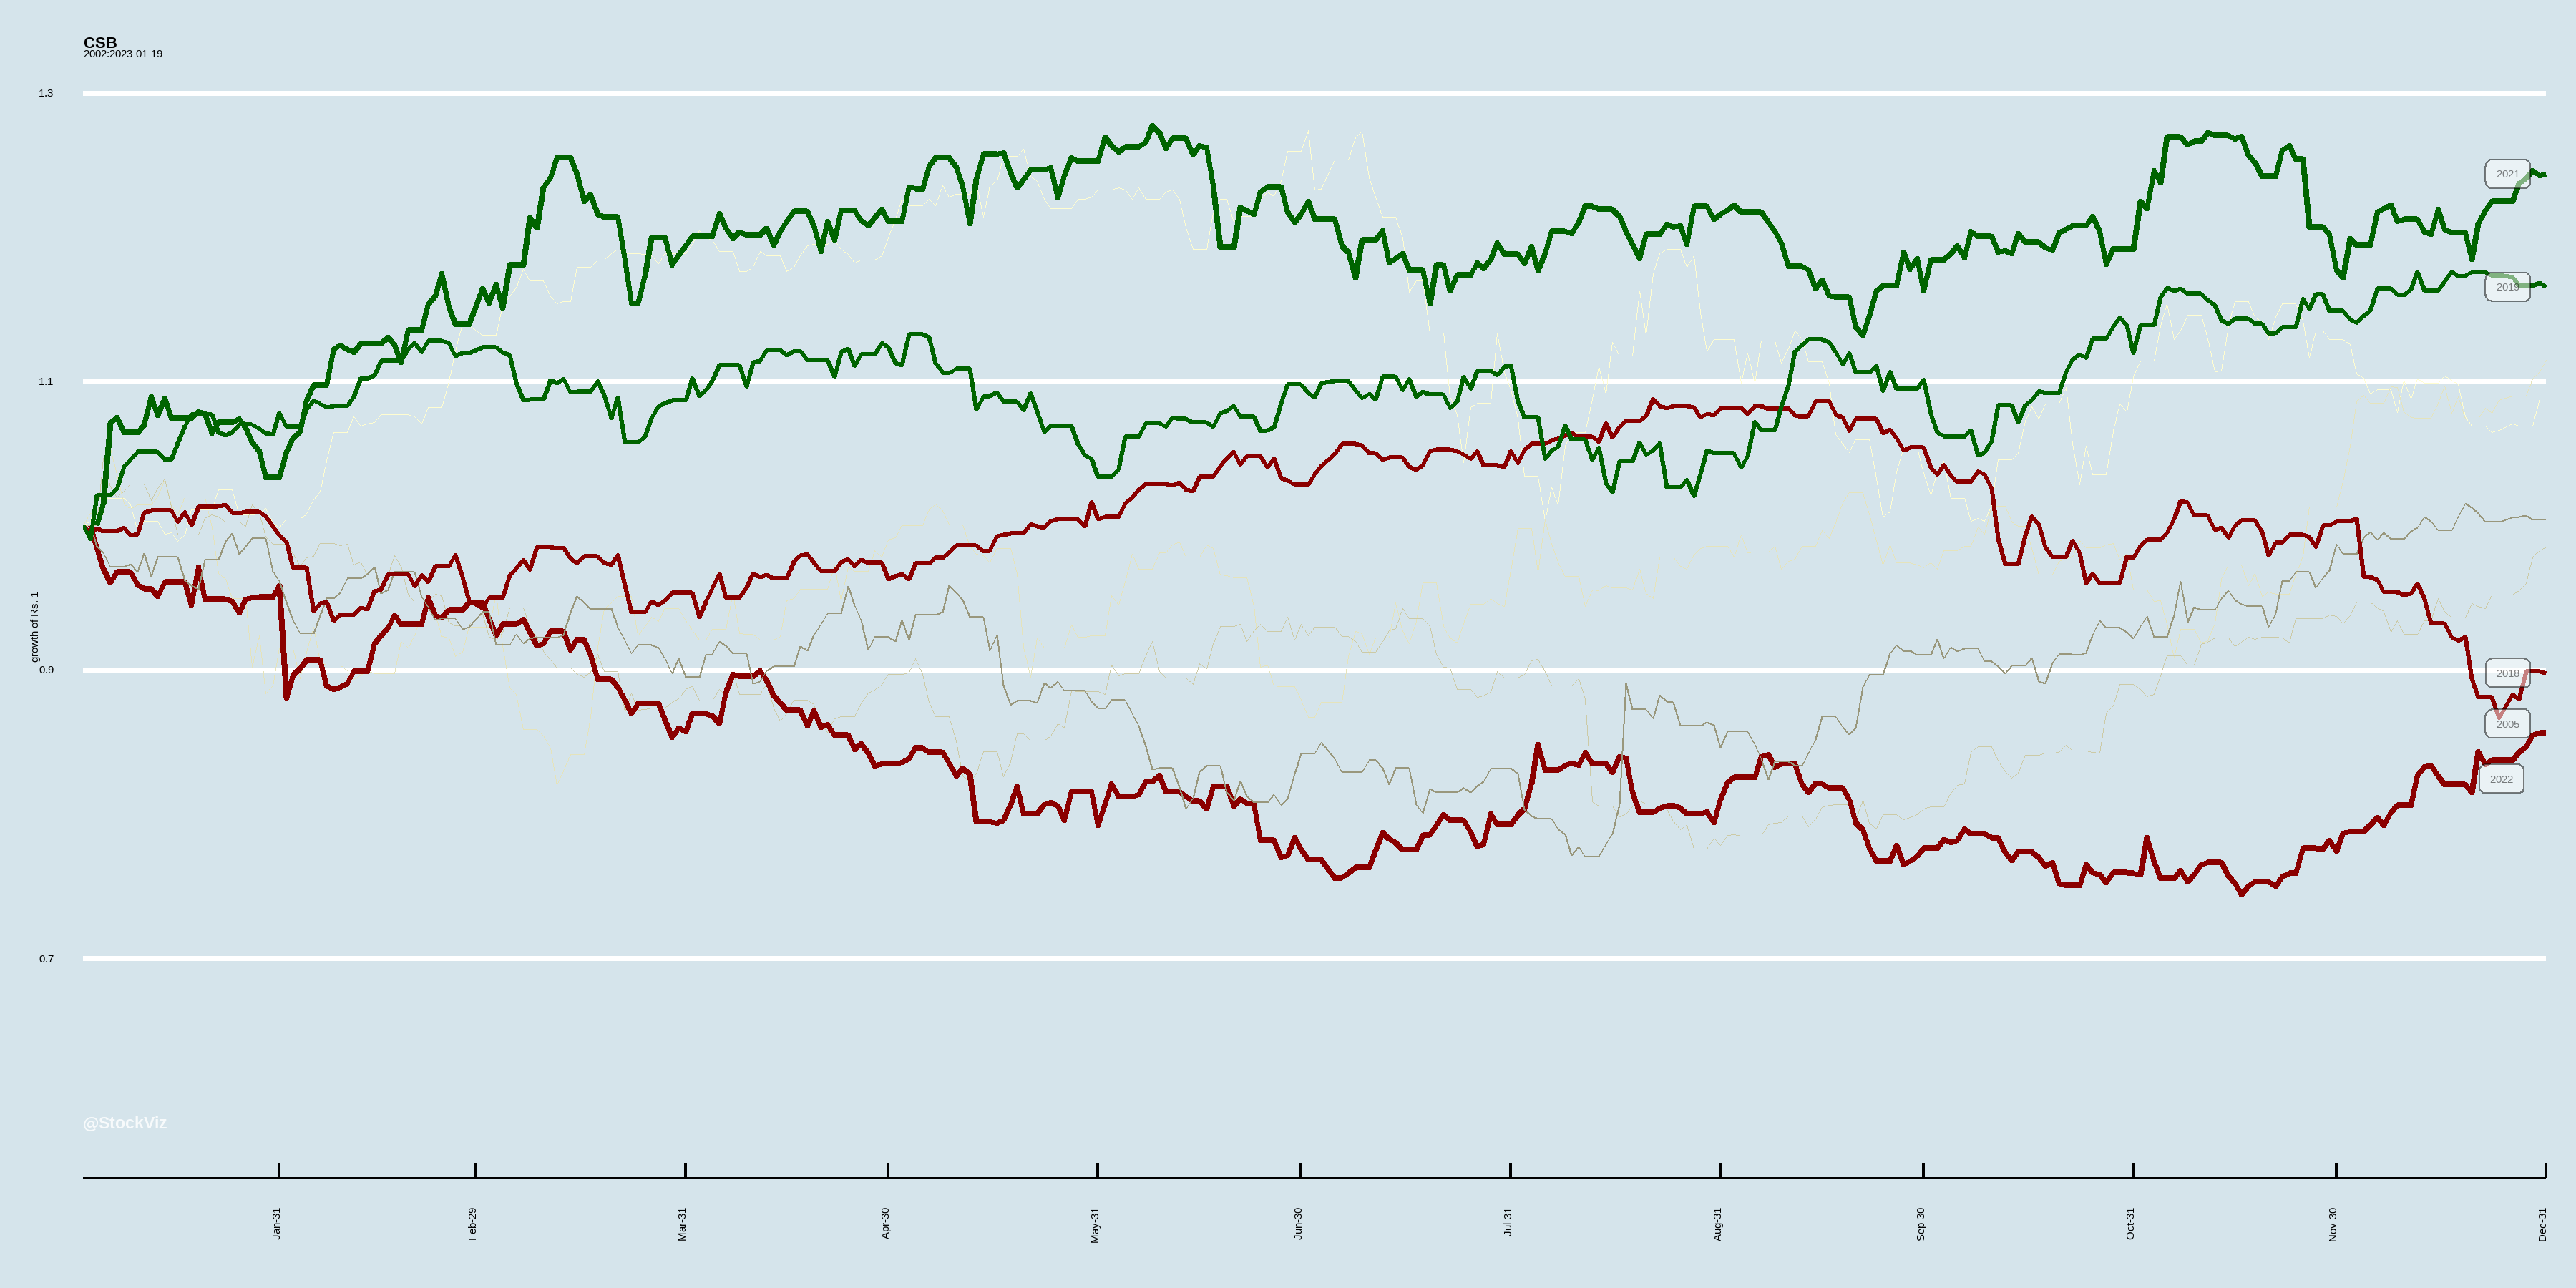 CSB
2002:2023-01-19
1.3
1.1
0.9
0.7
growth of Rs. 1
2021
2019
2018
2005
2022
@StockViz
Jan-31
Feb-29
Mar-31
Apr-30
May-31
Jun-30
Jul-31
Aug-31
Sep-30
Oct-31
Nov-30
Dec-31